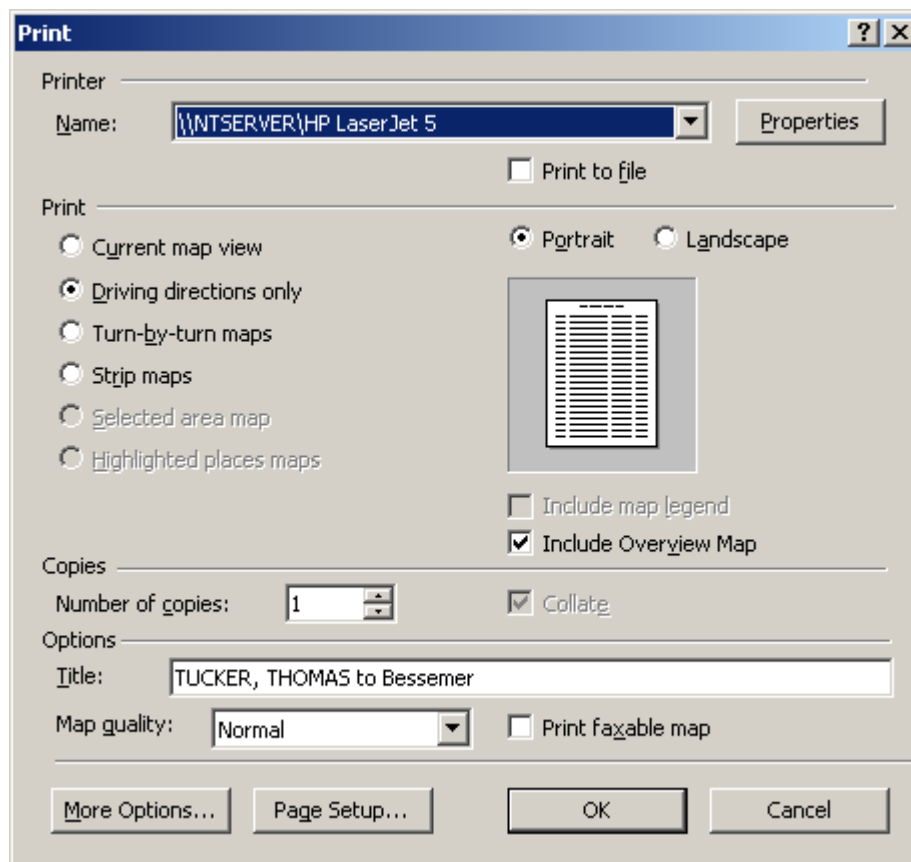 Print
Printer
Name: \\NTSERVER\HP LaserJet 5 Properties
Print to file
Print
Current map view Portrait Landscape
Driving directions only
Turn-by-turn maps
Strip maps
Selected area map
Highlighted places maps
Include map legend
Include Overview Map
Copies
Number of copies: 1 Collate
Options
Title: TUCKER, THOMAS to Bessemer
Map quality: Normal Print faxable map
More Options... Page Setup... OK Cancel